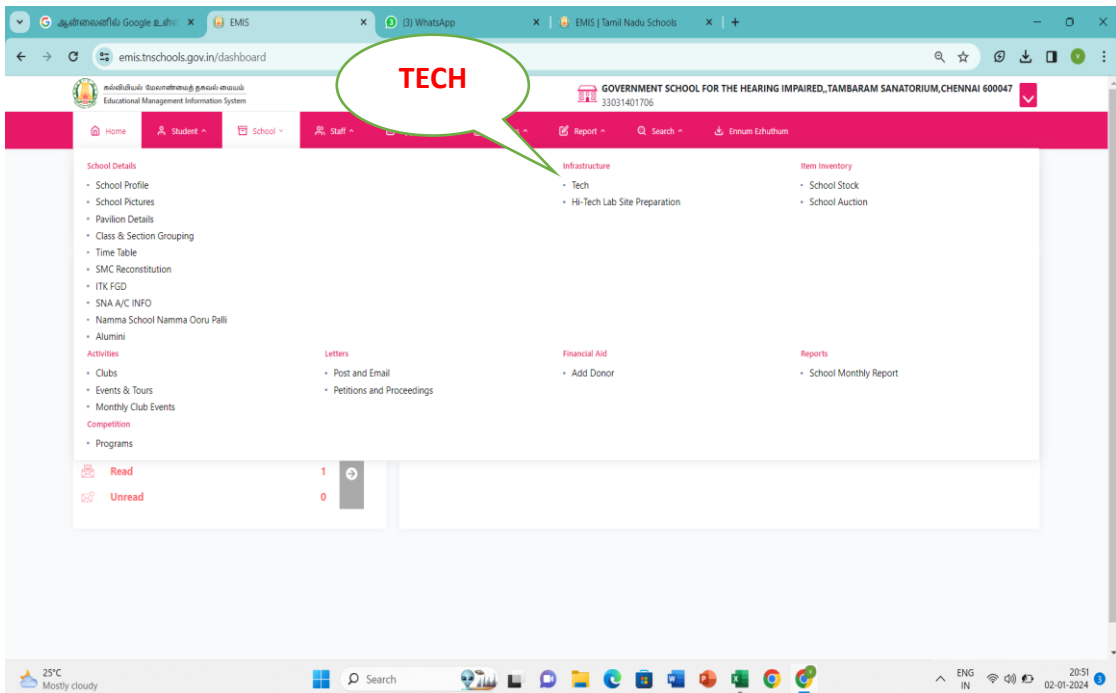 ஆன்லைனில் Google உள்
EMIS
(3) WhatsApp
EMIS | Tamil Nadu Schools
emis.tnschools.gov.in/dashboard
TECH
கல்வியியல் மேலாண்மைத் தகவல் மையம்
Educational Management Information System
GOVERNMENT SCHOOL FOR THE HEARING IMPAIRED,,TAMBARAM SANATORIUM,CHENNAI 600047
33031401706
Home Student School Staff Report Search Ennum Ezhuthum
School Details Infrastructure Item Inventory
School Profile Tech School Stock
School Pictures Hi-Tech Lab Site Preparation School Auction
Pavilion Details
Class & Section Grouping
Time Table
SMC Reconstitution
ITK FGD
SNA A/C INFO
Namma School Namma Ooru Palli
Alumini
Activities Letters Financial Aid Reports
Clubs Post and Email Add Donor School Monthly Report
Events & Tours Petitions and Proceedings
Monthly Club Events
Competition
Programs
Read 1
Unread 0
25°C
Mostly cloudy
Search
ENG
IN
20:51
02-01-2024
3